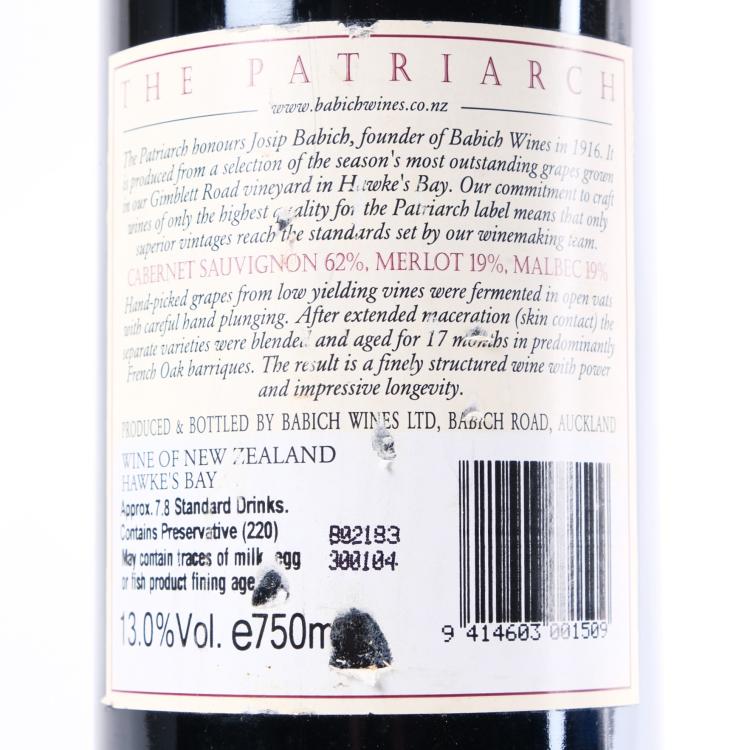 THE PATRIARCH
www.babichwines.co.nz
The Patriarch honours Josip Babich, founder of Babich Wines in 1916. It
is produced from a selection of the season's most outstanding grapes grown
in our Gimblett Road vineyard in Hawke's Bay. Our commitment to craft
wines of only the highest quality for the Patriarch label means that only
superior vintages reach the standards set by our winemaking team.
CABERNET SAUVIGNON 62%, MERLOT 19%, MALBEC 19%
Hand-picked grapes from low yielding vines were fermented in open vats
with careful hand plunging. After extended maceration (skin contact) the
separate varieties were blended and aged for 17 months in predominantly
French Oak barriques. The result is a finely structured wine with power
and impressive longevity.
PRODUCED & BOTTLED BY BABICH WINES LTD, BABICH ROAD, AUCKLAND
WINE OF NEW ZEALAND
HAWKE'S BAY
Approx. 7.8 Standard Drinks.
Contains Preservative (220)
May contain traces of milk, egg
or fish product fining age
B02183
300104
13.0%Vol. e750m
9 414603 001509